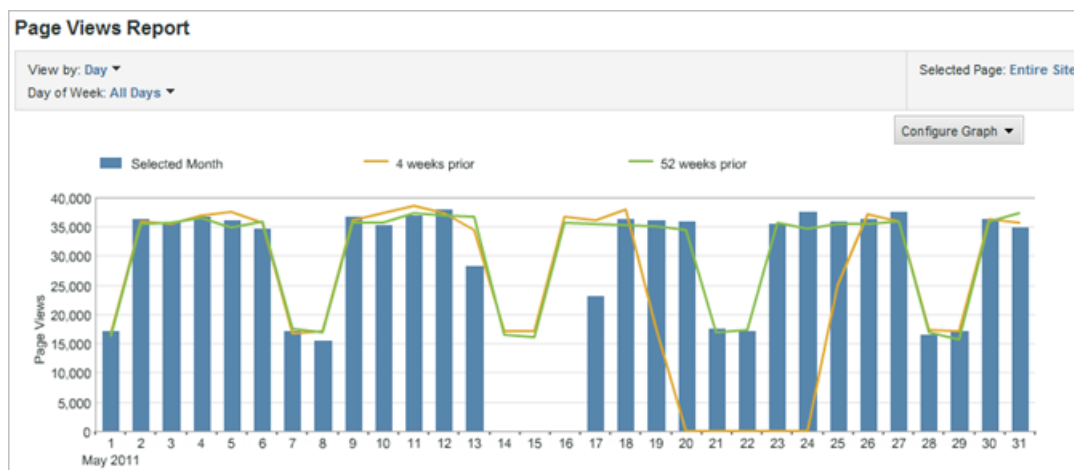 Page Views Report
View by: Day
Selected Page: Entire Site
Day of Week: All Days
Configure Graph
Selected Month 4 weeks prior 52 weeks prior
Page Views
40,000
35,000
30,000
25,000
20,000
15,000
10,000
5,000
0
1 2 3 4 5 6 7 8 9 10 11 12 13 14 15 16 17 18 19 20 21 22 23 24 25 26 27 28 29 30 31
May 2011